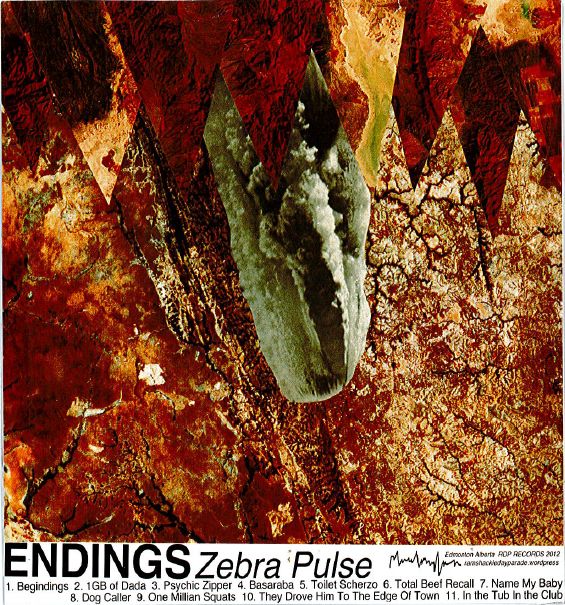 ENDINGS Zebra Pulse
Edmonton Alberta RDP RECORDS 2012
rarashackledayparade.wordpress
1. Begindings 2. 1GB of Dada 3. Psychic Zipper 4. Basaraba 5. Toilet Scherzo 6. Total Beef Recall 7. Name My Baby
8. Dog Caller 9. One Millian Squats 10. They Drove Him To The Edge Of Town 11. In the Tub In the Club